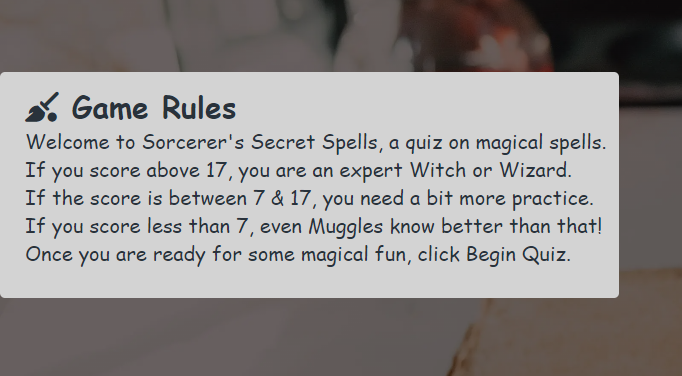 Game Rules
Welcome to Sorcerer's Secret Spells, a quiz on magical spells.
If you score above 17, you are an expert Witch or Wizard.
If the score is between 7 & 17, you need a bit more practice.
If you score less than 7, even Muggles know better than that!
Once you are ready for some magical fun, click Begin Quiz.